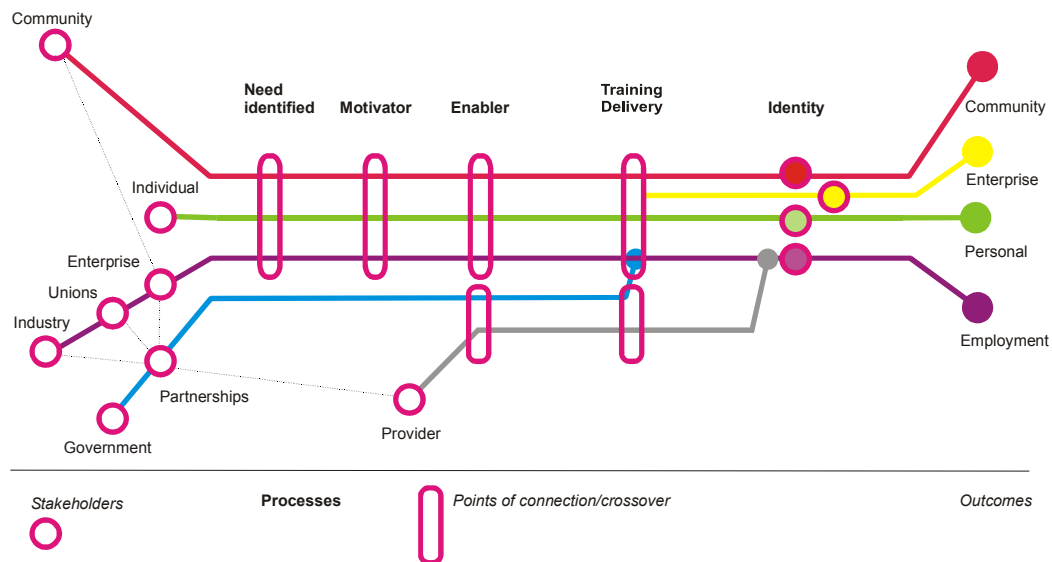 Community
Need
identified
Motivator
Enabler
Training
Delivery
Identity
Community
Individual
Enterprise
Personal
Enterprise
Unions
Industry
Employment
Partnerships
Provider
Government
Stakeholders
Processes
Points of connection/crossover
Outcomes